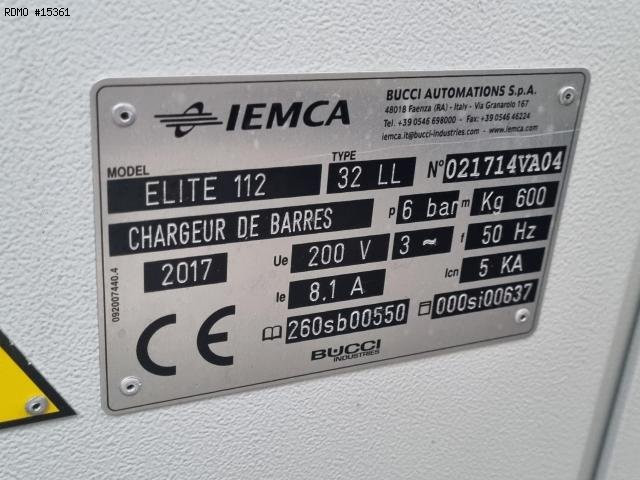 RDMO #15361
IEMCA
BUCCI AUTOMATIONS S.p.A.
48018 Faenza (RA) - Italy - Via Granarolo 167
Tel. +39 0546 698000 - Fax: +39 0546 46224
iemca.it@bucci-industries.com - www.iemca.com
MODEL ELITE 112 TYPE 32 LL N° 021714VA04
CHARGEUR DE BARRES p 6 bar m Kg 600
2017 Ue 200 V 3 ~ f 50 Hz
Ie 8.1 A Icn 5 KA
CE 260sb00550 000si00637
BUCCI
INDUSTRIES
092007440.4